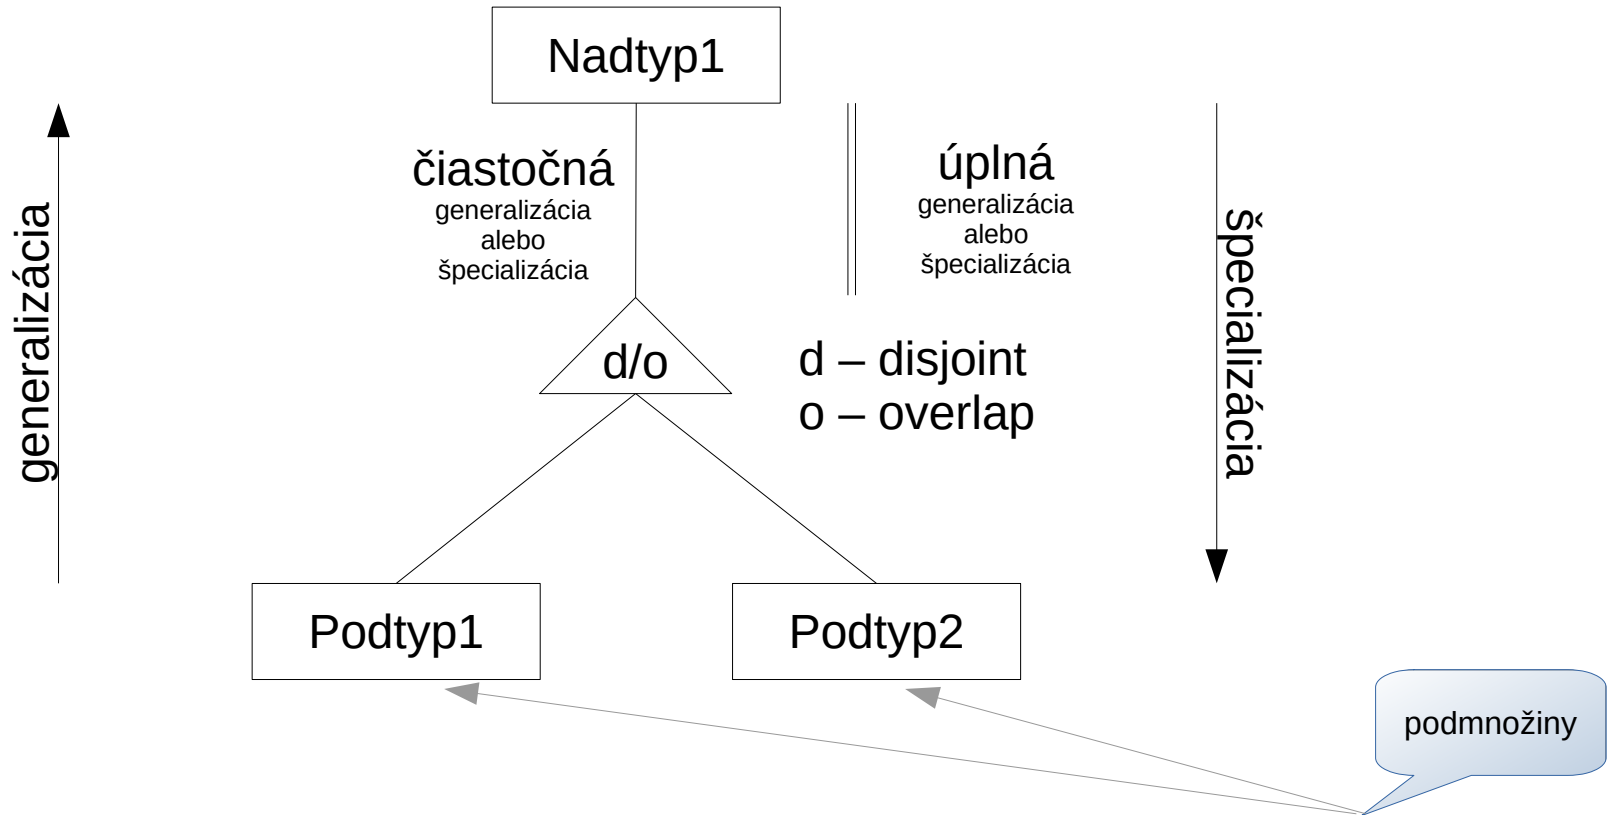 Nadtyp1
generalizácia
čiastočná
generalizácia
alebo
špecializácia
úplná
generalizácia
alebo
špecializácia
špecializácia
d/o
d – disjoint
o – overlap
Podtyp1
Podtyp2
podmnožiny